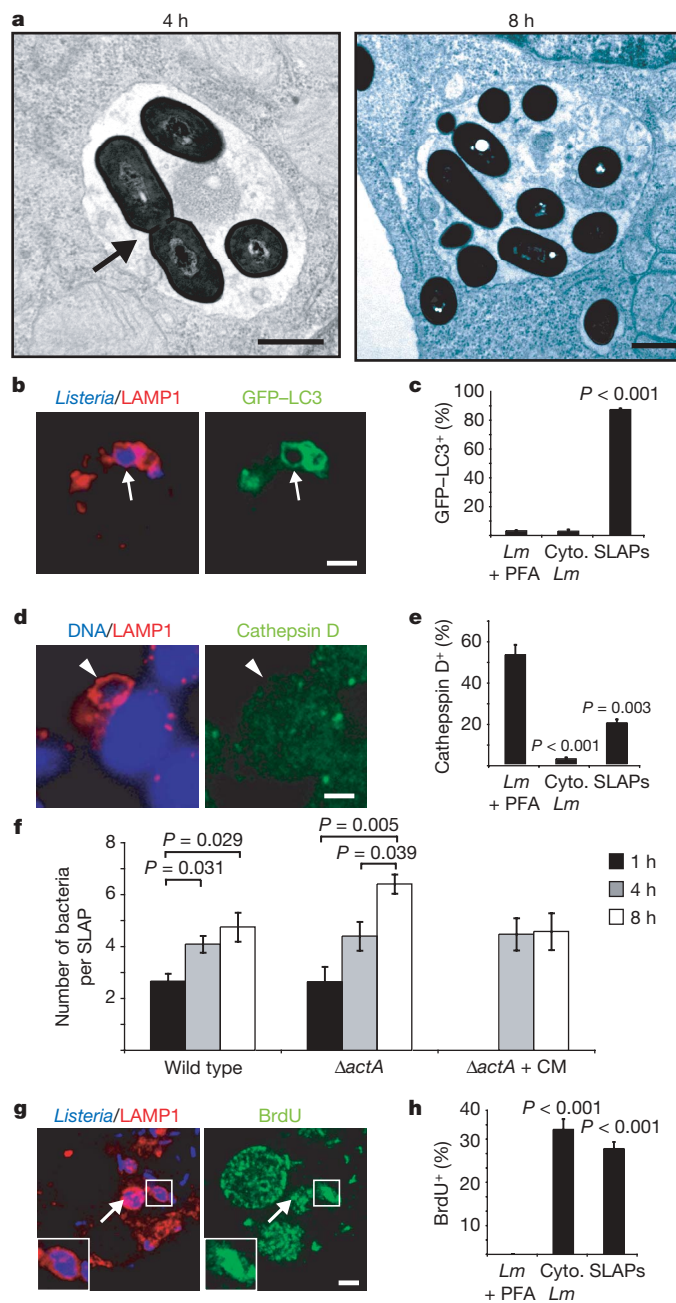 a
4 h
8 h
b
Listeria/LAMP1
GFP–LC3
c
P < 0.001
GFP–LC3⁺ (%)
100
80
60
40
20
Lm + PFA
Cyto. Lm
SLAPs
d
DNA/LAMP1
Cathepsin D
e
Cathepspin D⁺ (%)
60
40
20
P < 0.001
P = 0.003
Lm + PFA
Cyto. Lm
SLAPs
f
Number of bacteria per SLAP
8
6
4
2
P = 0.029
P = 0.031
P = 0.005
P = 0.039
1 h
4 h
8 h
Wild type
ΔactA
ΔactA + CM
g
Listeria/LAMP1
BrdU
h
BrdU⁺ (%)
40
30
20
10
P < 0.001
P < 0.001
Lm + PFA
Cyto. Lm
SLAPs